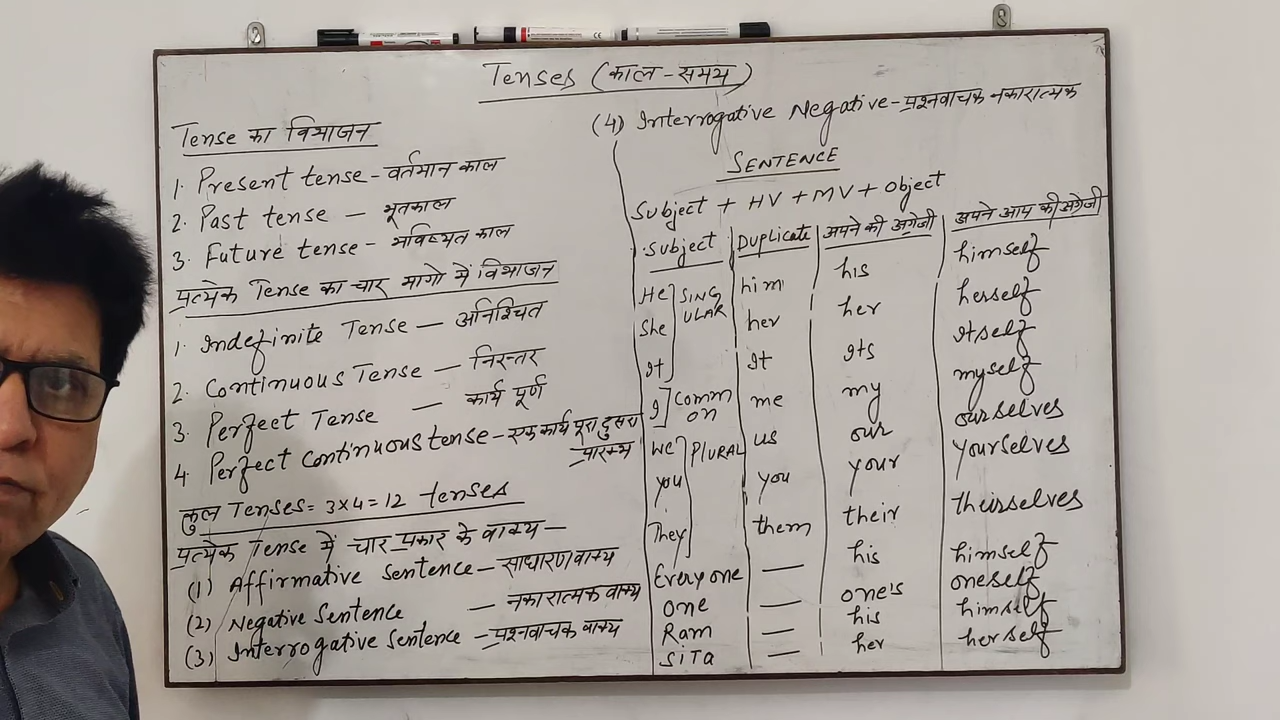 Tenses (काल-समय)
Tense का विभाजन
1. Present tense - वर्तमान काल
2. Past tense — भूतकाल
3. Future tense - भविष्यत काल
प्रत्येक Tense का चार भागो में विभाजन
1. Indefinite Tense — अनिश्चित
2. Continuous Tense — निरन्तर
3. Perfect Tense — कार्य पूर्ण
4. Perfect continuous tense - एक कार्य पूरा दुसरा
प्रारम्भ
कुल Tenses = 3x4 = 12 tenses
प्रत्येक Tense में चार प्रकार के वाक्य —
(1) Affirmative Sentence - साधारण वाक्य
(2) Negative Sentence — नकारात्मक वाक्य
(3) Interrogative Sentence - प्रश्नवाचक वाक्य
(4) Interrogative Negative - प्रश्नवाचक नकारात्मक
SENTENCE
Subject + HV + MV + Object
Subject Duplicate अपने की अंग्रेजी अपने आप की अंग्रेजी
He SING him his himself
She ULAR her her herself
It It Its Itself
I COMM me my myself
ON
We PLURAL us our ourselves
you you your yourselves
They them their theirselves
Everyone — his himself
one — one's oneself
Ram — his himself
SiTa — her herself